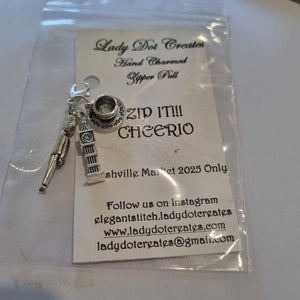 Lady Dot Creates
Hand Charmed
Zipper Pull
ZIP IT!!!
CHEERIO
shville Market 2025 Only
Follow us on Instagram
elegantstitch.ladydotcreates
www.ladydotcreates.com
ladydotcreates@gmail.com